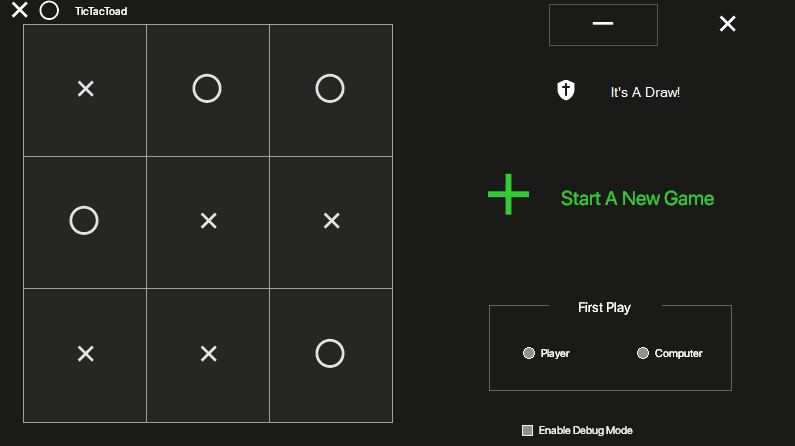 TicTacToad
It's A Draw!
Start A New Game
First Play
Player
Computer
Enable Debug Mode